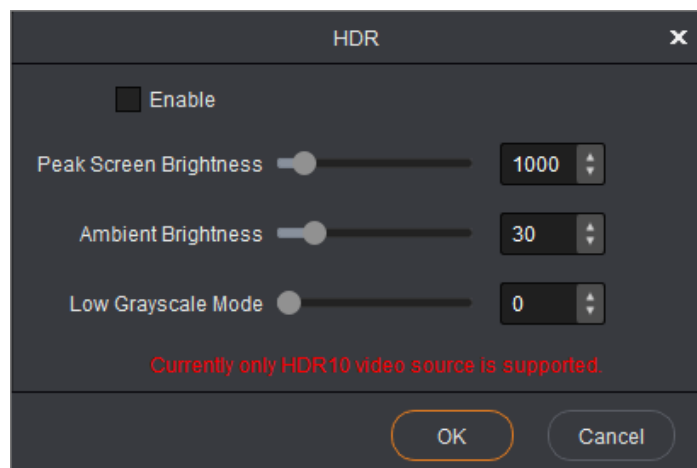 HDR
Enable
Peak Screen Brightness 1000
Ambient Brightness 30
Low Grayscale Mode 0
Currently only HDR10 video source is supported.
OK Cancel